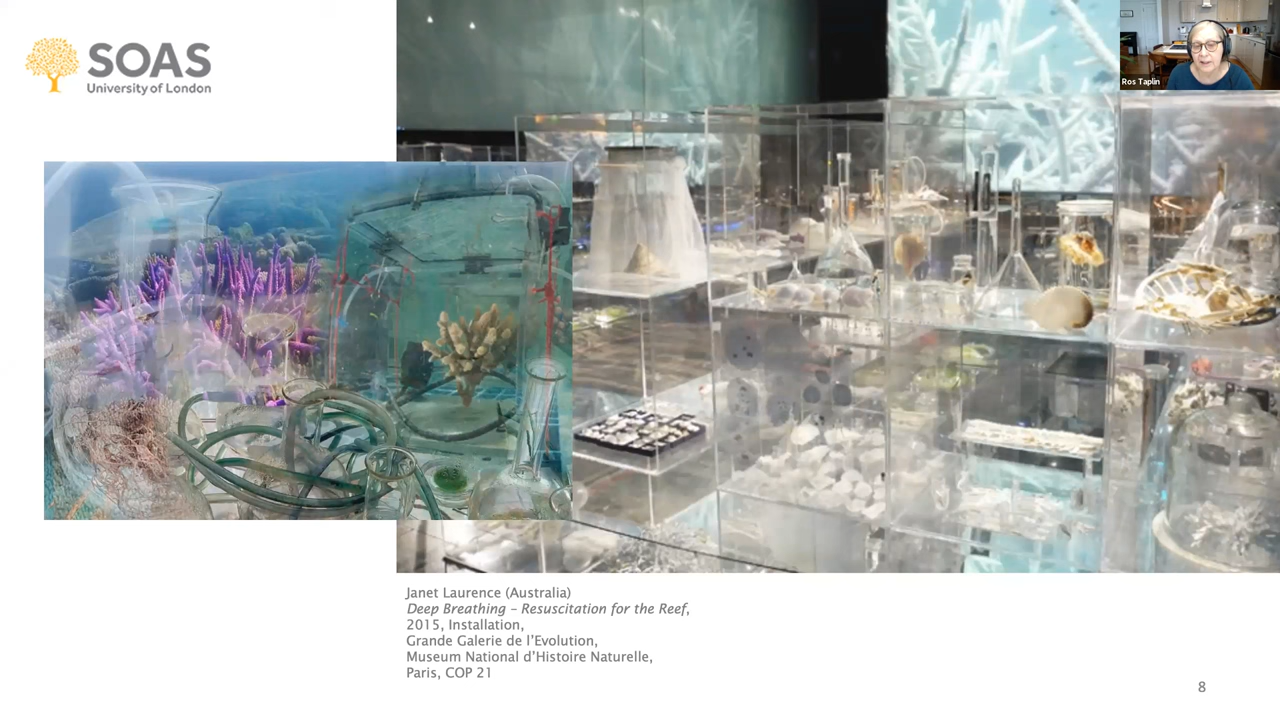 SOAS
University of London
Ros Taplin
Janet Laurence (Australia)
Deep Breathing – Resuscitation for the Reef,
2015, Installation,
Grande Galerie de l’Evolution,
Museum National d’Histoire Naturelle,
Paris, COP 21
8